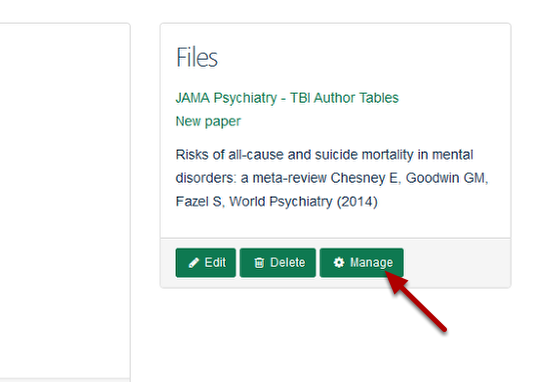 Files
JAMA Psychiatry - TBI Author Tables
New paper
Risks of all-cause and suicide mortality in mental
disorders: a meta-review Chesney E, Goodwin GM,
Fazel S, World Psychiatry (2014)
Edit Delete Manage